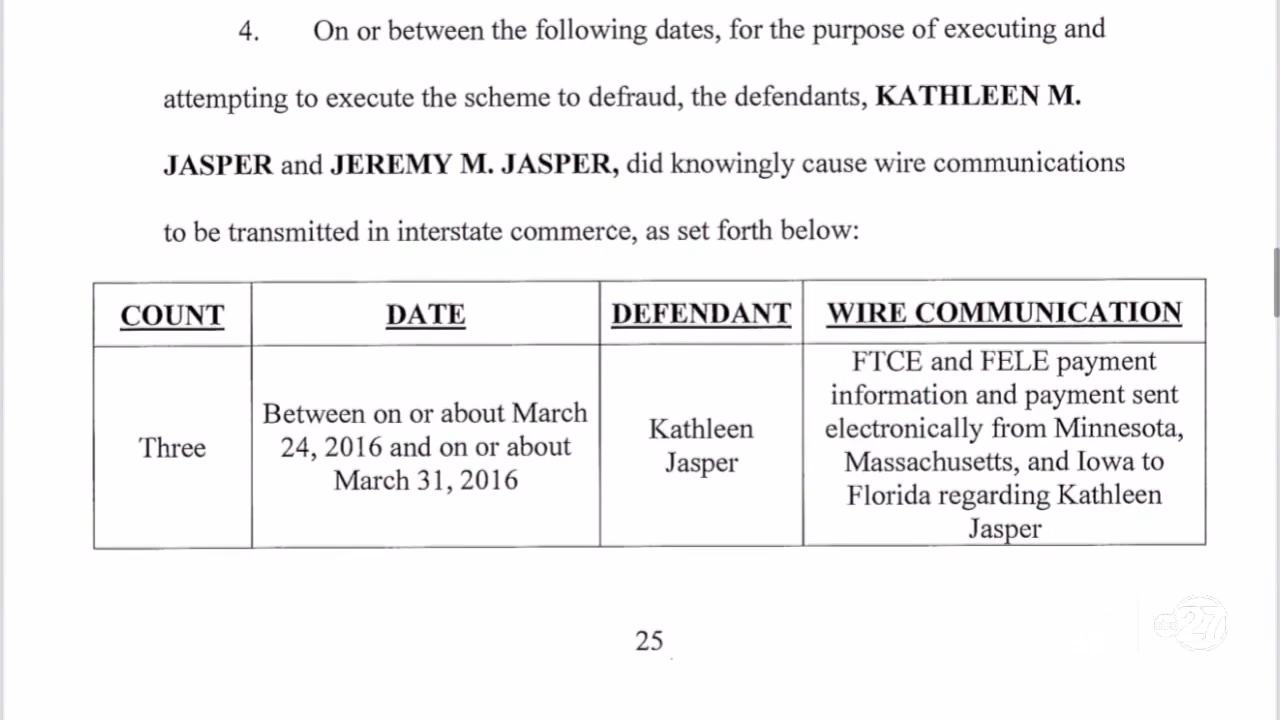 4. On or between the following dates, for the purpose of executing and
attempting to execute the scheme to defraud, the defendants, KATHLEEN M.
JASPER and JEREMY M. JASPER, did knowingly cause wire communications
to be transmitted in interstate commerce, as set forth below:
COUNT DATE DEFENDANT WIRE COMMUNICATION
Three
Between on or about March
24, 2016 and on or about
March 31, 2016
Kathleen
Jasper
FTCE and FELE payment
information and payment sent
electronically from Minnesota,
Massachusetts, and Iowa to
Florida regarding Kathleen
Jasper
25
abc 27